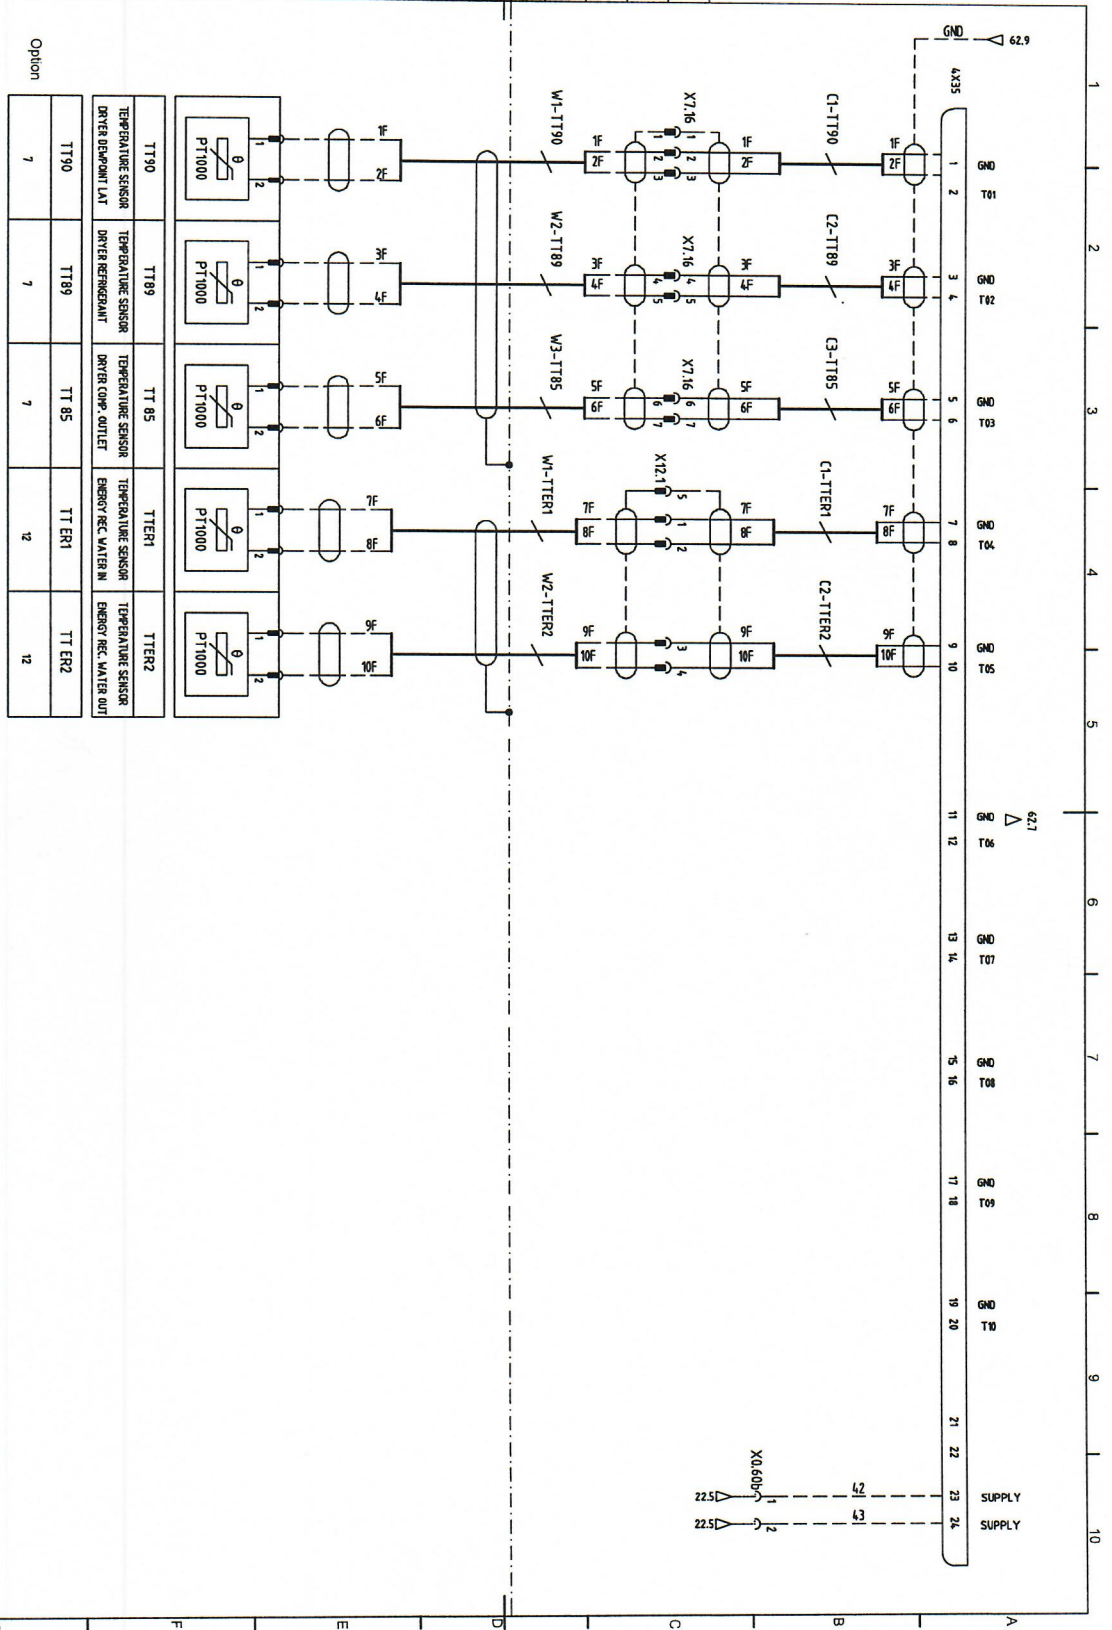 1 2 3 4 5 6 7 8 9 10
A
B
C
D
E
F
GND
62.9
62.7
4X35
GND T01 GND T02 GND T03 GND T04 GND T05 GND T06 GND T07 GND T08 GND T09 GND T10 SUPPLY SUPPLY
1 2 3 4 5 6 7 8 9 10 11 12 13 14 15 16 17 18 19 20 21 22 23 24
1F 2F 3F 4F 5F 6F 7F 8F 9F 10F
C1-TT90 C2-TT89 C3-TT85 C1-TTER1 C2-TTER2
42 43
1F 2F 3F 4F 5F 6F 7F 8F 9F 10F
X0.60b 1 2
22.5 22.5
X7.16 X7.16 X7.16 X12.1
1 2 3 4 5 6 7 5 1 2 3 4
1 2 3 4 5 6 7
1F 2F 3F 4F 5F 6F 7F 8F 9F 10F
W1-TT90 W2-TT89 W3-TT85 W1-TTER1 W2-TTER2
1F 2F 3F 4F 5F 6F 7F 8F 9F 10F
1 2 1 2 1 2 1 2 1 2
θ θ θ θ θ
PT1000 PT1000 PT1000 PT1000 PT1000
TT90 TT89 TT 85 TTER1 TTER2
TEMPERATURE SENSOR
DRYER DEWPOINT LAT
TEMPERATURE SENSOR
DRYER REFRIGERANT
TEMPERATURE SENSOR
DRYER COMP. OUTLET
TEMPERATURE SENSOR
ENERGY REC. WATER IN
TEMPERATURE SENSOR
ENERGY REC. WATER OUT
TT90 TT89 TT 85 TT ER1 TT ER2
Option 7 7 7 12 12